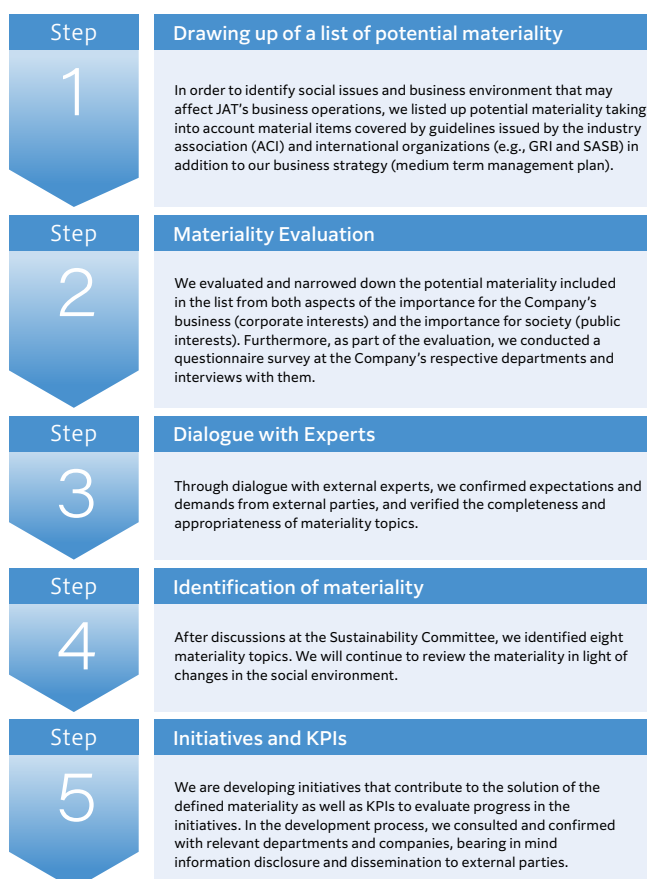 Step
1
Drawing up of a list of potential materiality
In order to identify social issues and business environment that may
affect JAT's business operations, we listed up potential materiality taking
into account material items covered by guidelines issued by the industry
association (ACI) and international organizations (e.g., GRI and SASB) in
addition to our business strategy (medium term management plan).
Step
2
Materiality Evaluation
We evaluated and narrowed down the potential materiality included
in the list from both aspects of the importance for the Company's
business (corporate interests) and the importance for society (public
interests). Furthermore, as part of the evaluation, we conducted a
questionnaire survey at the Company's respective departments and
interviews with them.
Step
3
Dialogue with Experts
Through dialogue with external experts, we confirmed expectations and
demands from external parties, and verified the completeness and
appropriateness of materiality topics.
Step
4
Identification of materiality
After discussions at the Sustainability Committee, we identified eight
materiality topics. We will continue to review the materiality in light of
changes in the social environment.
Step
5
Initiatives and KPIs
We are developing initiatives that contribute to the solution of the
defined materiality as well as KPIs to evaluate progress in the
initiatives. In the development process, we consulted and confirmed
with relevant departments and companies, bearing in mind
information disclosure and dissemination to external parties.